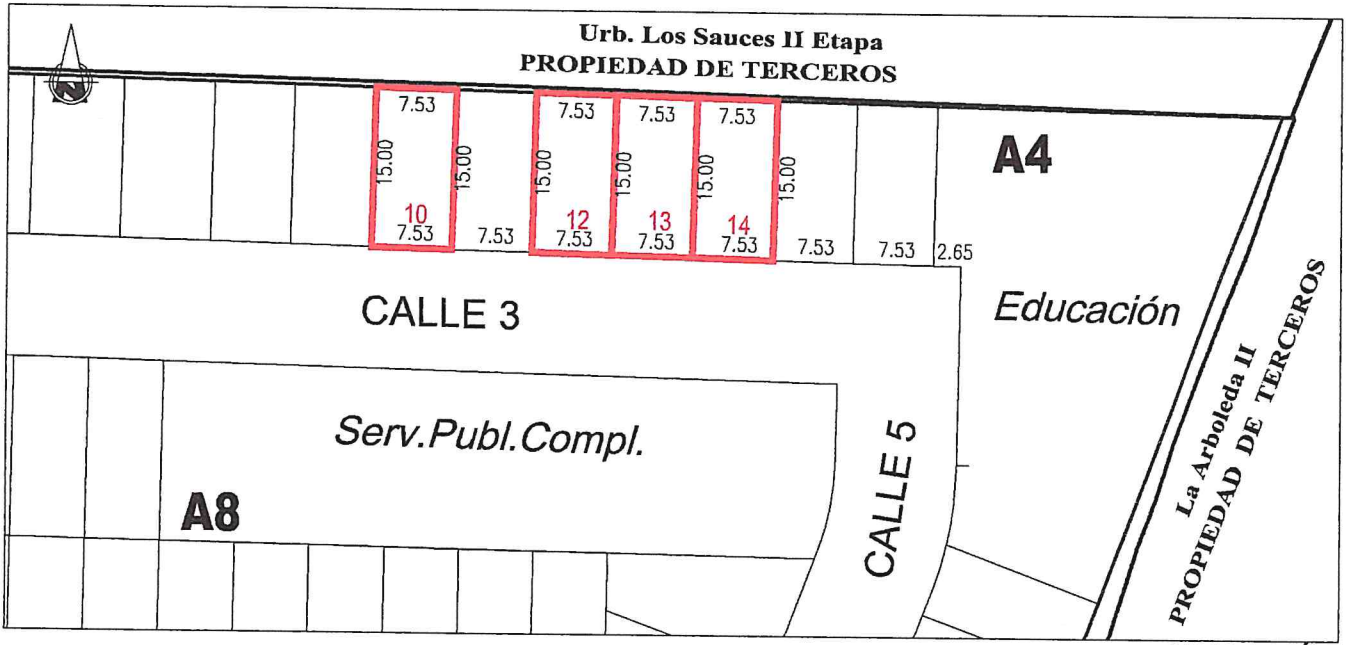 Urb. Los Sauces II Etapa
PROPIEDAD DE TERCEROS
N
7.53
7.53
7.53
7.53
A4
15.00
15.00
15.00
15.00
15.00
15.00
10
12
13
14
7.53
7.53
7.53
7.53
7.53
7.53
7.53
2.65
CALLE 3
Educación
Serv.Publ.Compl.
A8
CALLE 5
La Arboleda II
PROPIEDAD DE TERCEROS